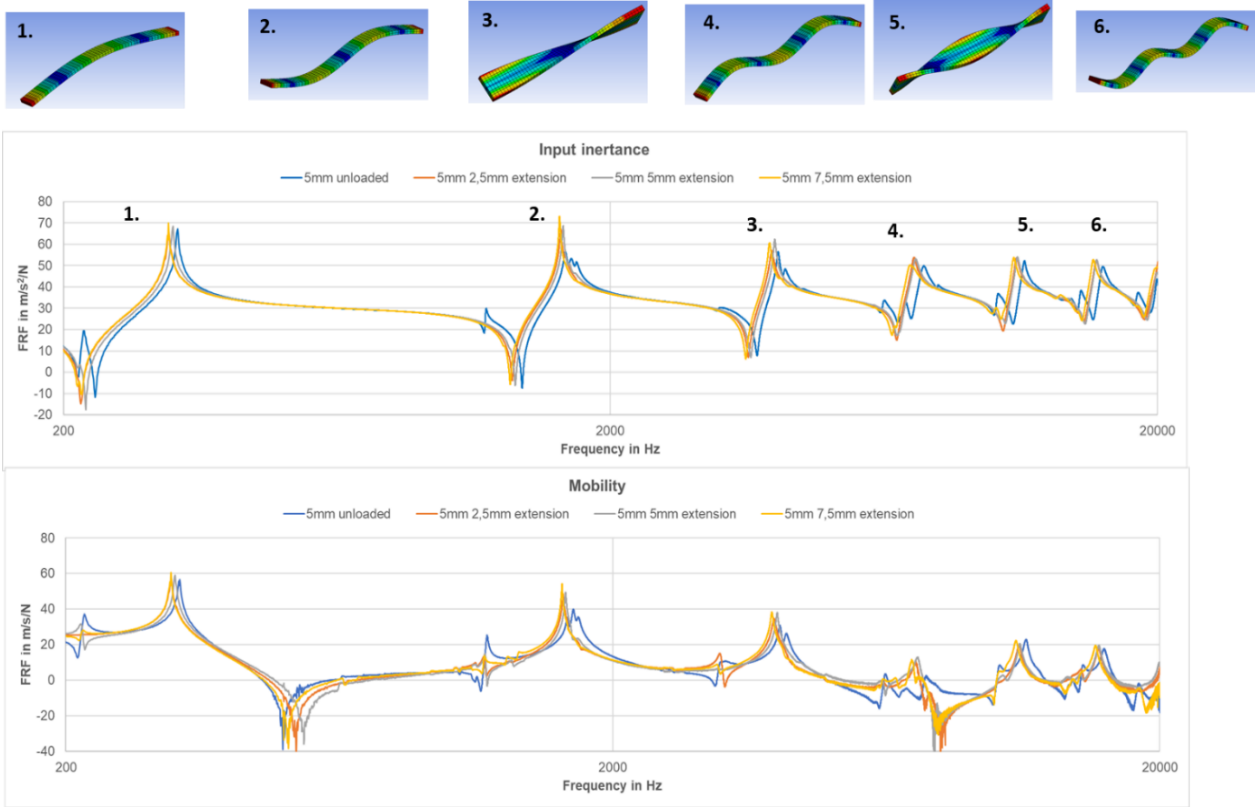 1.
2.
3.
4.
5.
6.
Input inertance
5mm unloaded 5mm 2,5mm extension 5mm 5mm extension 5mm 7,5mm extension
1. 2. 3. 4. 5. 6.
FRF in m/s²/N
80
70
60
50
40
30
20
10
0
-10
-20
200 2000 20000
Frequency in Hz
Mobility
5mm unloaded 5mm 2,5mm extension 5mm 5mm extension 5mm 7,5mm extension
FRF in m/s/N
80
60
40
20
0
-20
-40
200 2000 20000
Frequency in Hz